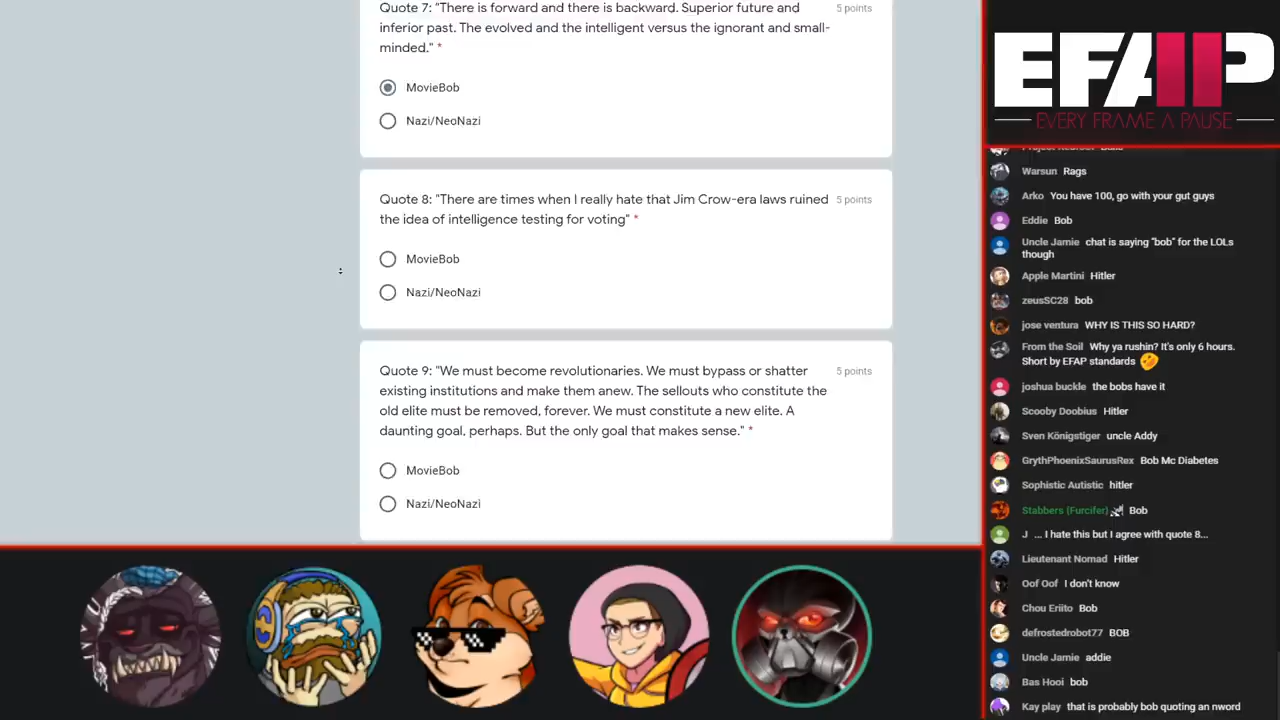 Quote 7: "There is forward and there is backward. Superior future and
inferior past. The evolved and the intelligent versus the ignorant and small-
minded." *
5 points
MovieBob
Nazi/NeoNazi
Quote 8: "There are times when I really hate that Jim Crow-era laws ruined
the idea of intelligence testing for voting" *
5 points
MovieBob
Nazi/NeoNazi
Quote 9: "We must become revolutionaries. We must bypass or shatter
existing institutions and make them anew. The sellouts who constitute the
old elite must be removed, forever. We must constitute a new elite. A
daunting goal, perhaps. But the only goal that makes sense." *
5 points
MovieBob
Nazi/NeoNazi
EFAP
EVERY FRAME A PAUSE
Warsun Rags
Arko You have 100, go with your gut guys
Eddie Bob
Uncle Jamie chat is saying "bob" for the LOLs
though
Apple Martini Hitler
zeusSC28 bob
jose ventura WHY IS THIS SO HARD?
From the Soil Why ya rushin? It's only 6 hours.
Short by EFAP standards
joshua buckle the bobs have it
Scooby Doobius Hitler
Sven Königstiger uncle Addy
GrythPhoenixSaurusRex Bob Mc Diabetes
Sophistic Autistic hitler
Stabbers (Furcifer) Bob
J ... I hate this but I agree with quote 8...
Lieutenant Nomad Hitler
Oof Oof I don't know
Chou Eriito Bob
defrostedrobot77 BOB
Uncle Jamie addie
Bas Hooi bob
Kay play that is probably bob quoting an nword